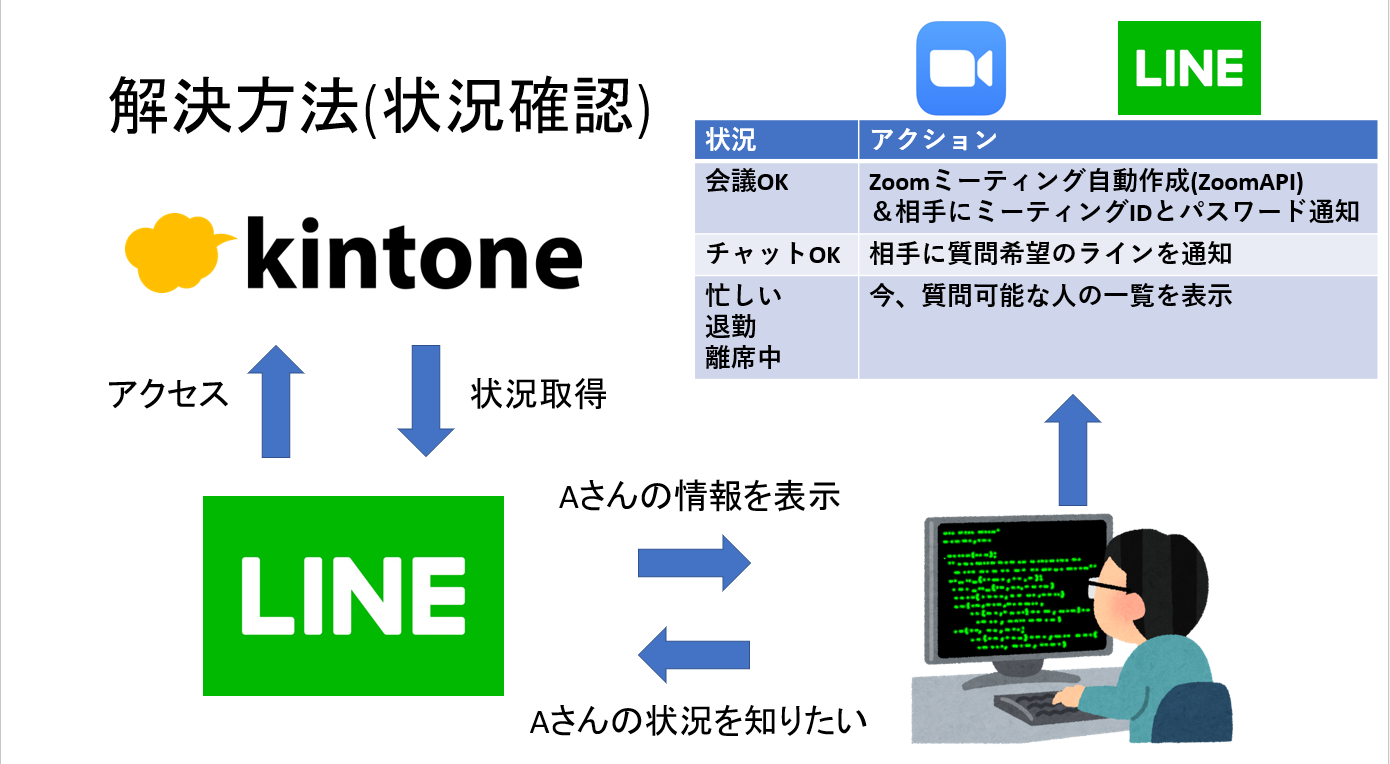 解決方法(状況確認)
kintone
アクセス
状況取得
LINE
Aさんの情報を表示
Aさんの状況を知りたい
LINE
状況 アクション
会議OK Zoomミーティング自動作成(ZoomAPI)
＆相手にミーティングIDとパスワード通知
チャットOK 相手に質問希望のラインを通知
忙しい 今、質問可能な人の一覧を表示
退勤
離席中